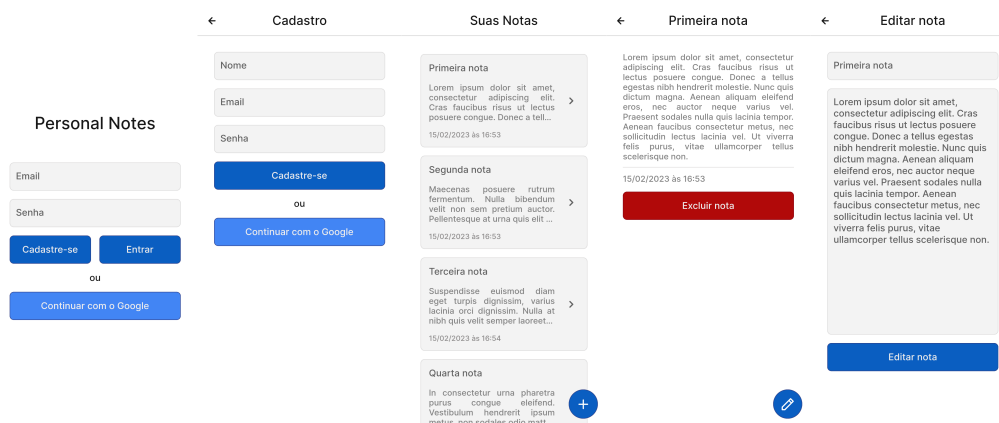 Personal Notes
Email
Senha
Cadastre-se
Entrar
ou
Continuar com o Google
Cadastro
Nome
Email
Senha
Cadastre-se
ou
Continuar com o Google
Suas Notas
Primeira nota
Lorem ipsum dolor sit amet,
consectetur adipiscing elit.
Cras faucibus risus ut lectus
posuere congue. Donec a tell...
15/02/2023 às 16:53
Segunda nota
Maecenas posuere rutrum
fermentum. Nulla bibendum
velit non sem pretium auctor.
Pellentesque at urna quis elit ...
15/02/2023 às 16:53
Terceira nota
Suspendisse euismod diam
eget turpis dignissim, varius
lacinia orci dignissim. Nulla at
nibh quis velit semper laoreet...
15/02/2023 às 16:54
Quarta nota
In consectetur urna pharetra
purus congue eleifend.
Vestibulum hendrerit ipsum
metus, non sodales odio matt
Primeira nota
Lorem ipsum dolor sit amet, consectetur
adipiscing elit. Cras faucibus risus ut
lectus posuere congue. Donec a tellus
egestas nibh hendrerit molestie. Nunc quis
dictum magna. Aenean aliquam eleifend
eros, nec auctor neque varius vel.
Praesent sodales nulla quis lacinia tempor.
Aenean faucibus consectetur metus, nec
sollicitudin lectus lacinia vel. Ut viverra
felis purus, vitae ullamcorper tellus
scelerisque non.
15/02/2023 às 16:53
Excluir nota
Editar nota
Primeira nota
Lorem ipsum dolor sit amet,
consectetur adipiscing elit. Cras
faucibus risus ut lectus posuere
congue. Donec a tellus egestas
nibh hendrerit molestie. Nunc quis
dictum magna. Aenean aliquam
eleifend eros, nec auctor neque
varius vel. Praesent sodales nulla
quis lacinia tempor. Aenean
faucibus consectetur metus, nec
sollicitudin lectus lacinia vel. Ut
viverra felis purus, vitae
ullamcorper tellus scelerisque non.
Editar nota